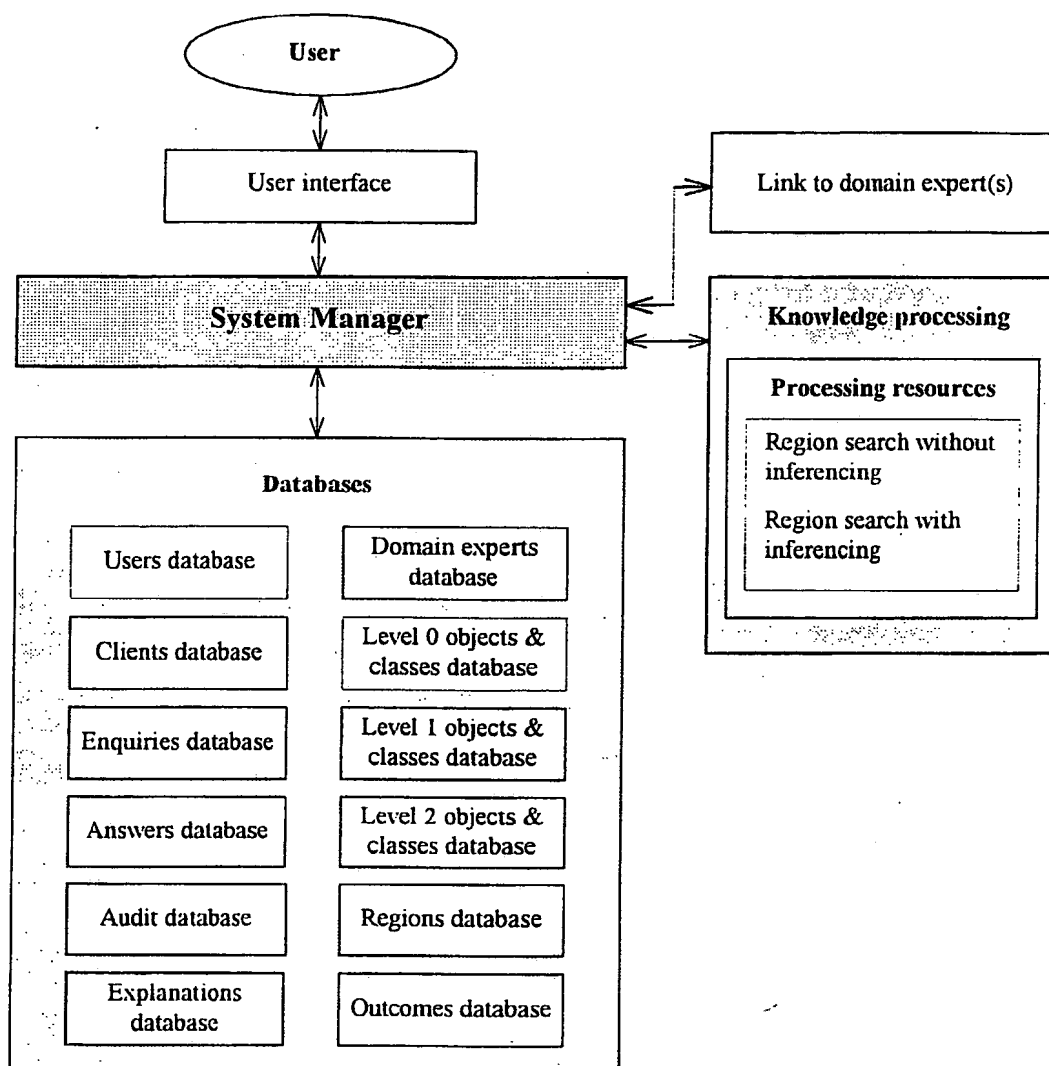 User
User interface
Link to domain expert(s)
System Manager
Knowledge processing
Processing resources
Region search without
inferencing
Region search with
inferencing
Databases
Users database
Domain experts
database
Clients database
Level 0 objects &
classes database
Enquiries database
Level 1 objects &
classes database
Answers database
Level 2 objects &
classes database
Audit database
Regions database
Explanations
database
Outcomes database